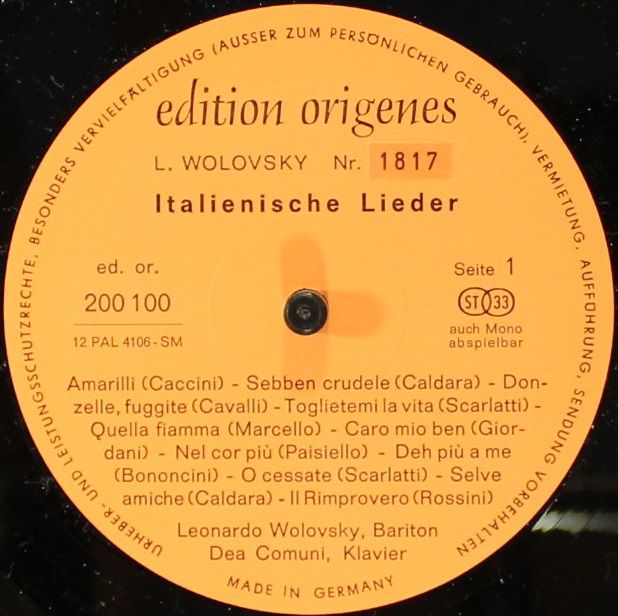 URHEBER- UND LEISTUNGSSCHUTZRECHTE, BESONDERS VERVIELFÄLTIGUNG (AUSSER ZUM PERSÖNLICHEN GEBRAUCH), VERMIETUNG, AUFFÜHRUNG, SENDUNG VORBEHALTEN
edition origenes
L. WOLOVSKY Nr. 1817
Italienische Lieder
ed. or.
200 100
12 PAL 4106-SM
Seite 1
ST 33
auch Mono
abspielbar
Amarilli (Caccini) - Sebben crudele (Caldara) - Don-
zelle, fuggite (Cavalli) - Toglietemi la vita (Scarlatti) -
Quella fiamma (Marcello) - Caro mio ben (Gior-
dani) - Nel cor più (Paisiello) - Deh più a me
(Bononcini) - O cessate (Scarlatti) - Selve
amiche (Caldara) - Il Rimprovero (Rossini)
Leonardo Wolovsky, Bariton
Dea Comuni, Klavier
MADE IN GERMANY